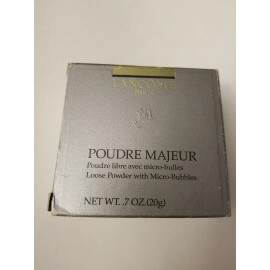 LANCÔME
PARIS
POUDRE MAJEUR
Poudre libre avec micro-bulles
Loose Powder with Micro-Bubbles
NET WT. .7 OZ.(20g)